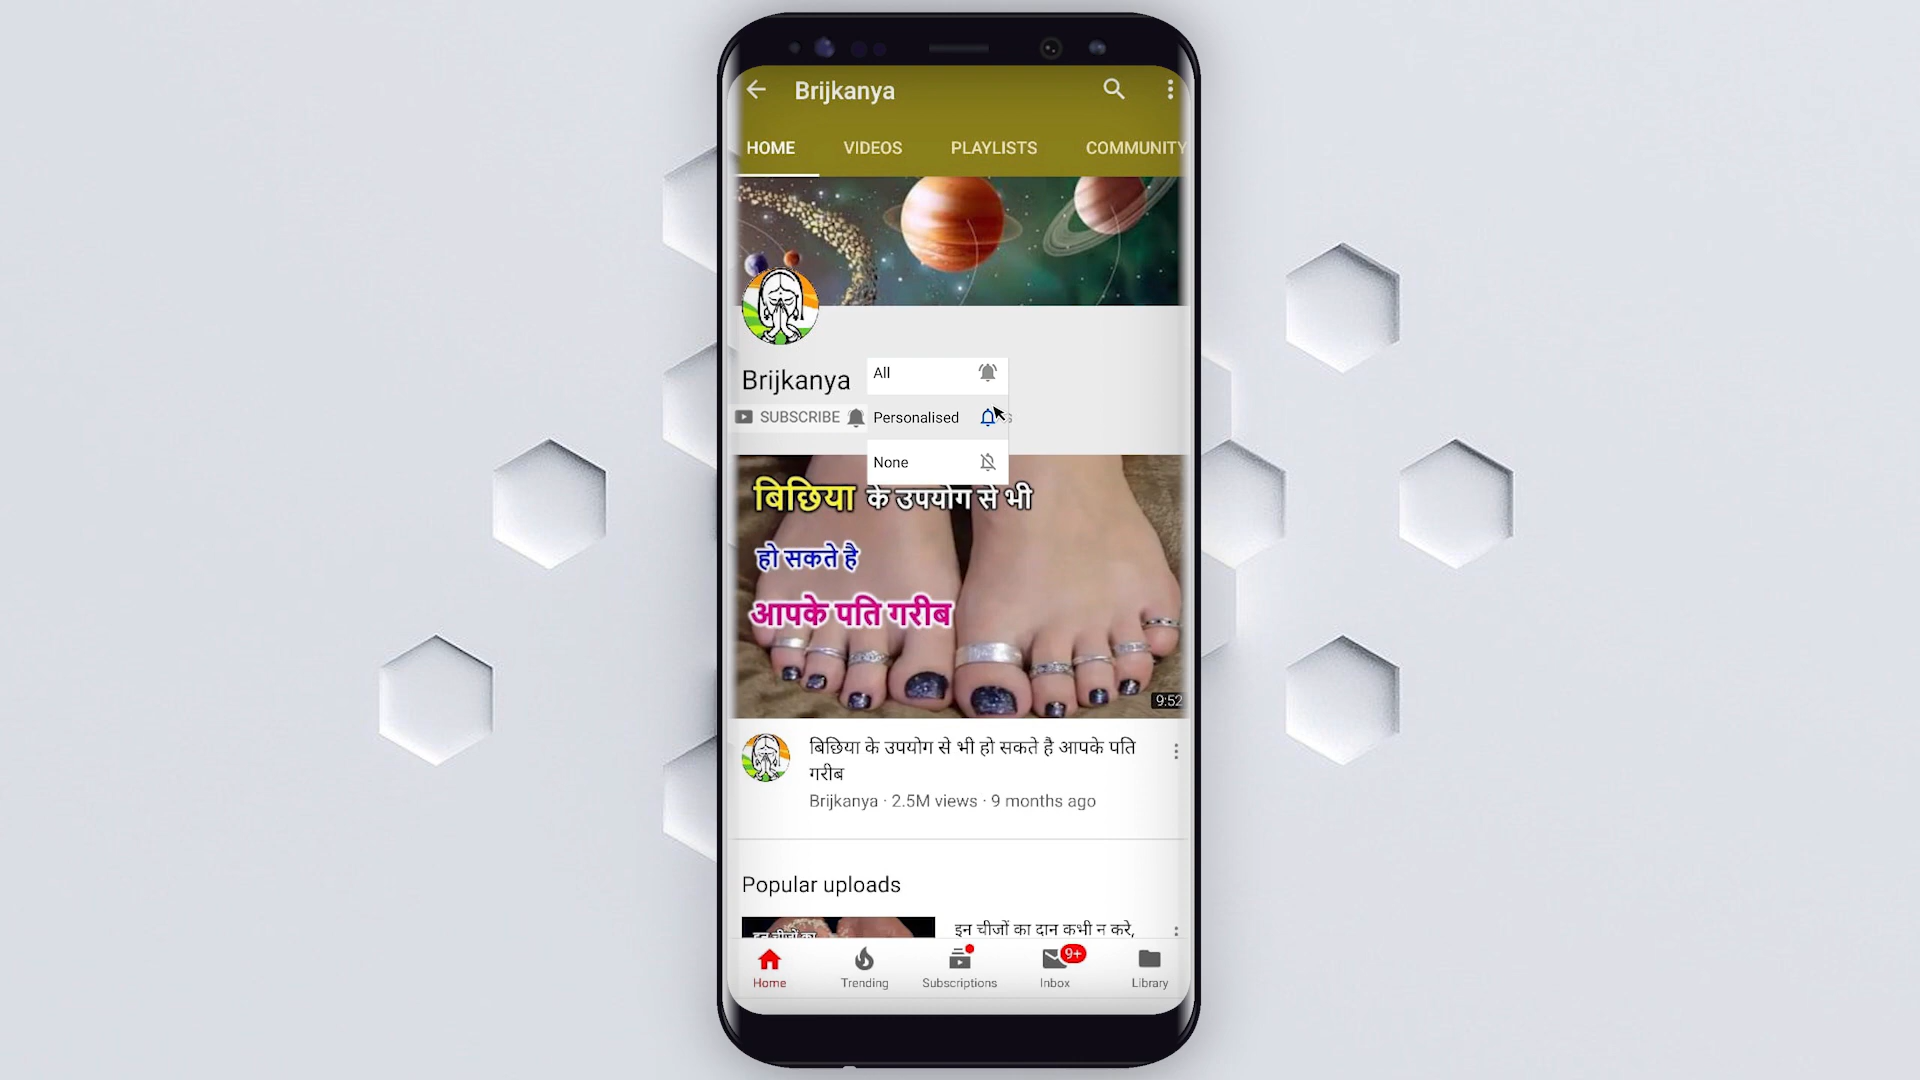 Brijkanya
HOME VIDEOS PLAYLISTS COMMUNITY
Brijkanya
All
SUBSCRIBE
Personalised
None
बिछिया के उपयोग से भी
हो सकते है
आपके पति गरीब
9:52
बिछिया के उपयोग से भी हो सकते है आपके पति
गरीब
Brijkanya · 2.5M views · 9 months ago
Popular uploads
इन चीजों का
इन चीजों का दान कभी न करे,
9+
Home Trending Subscriptions Inbox Library